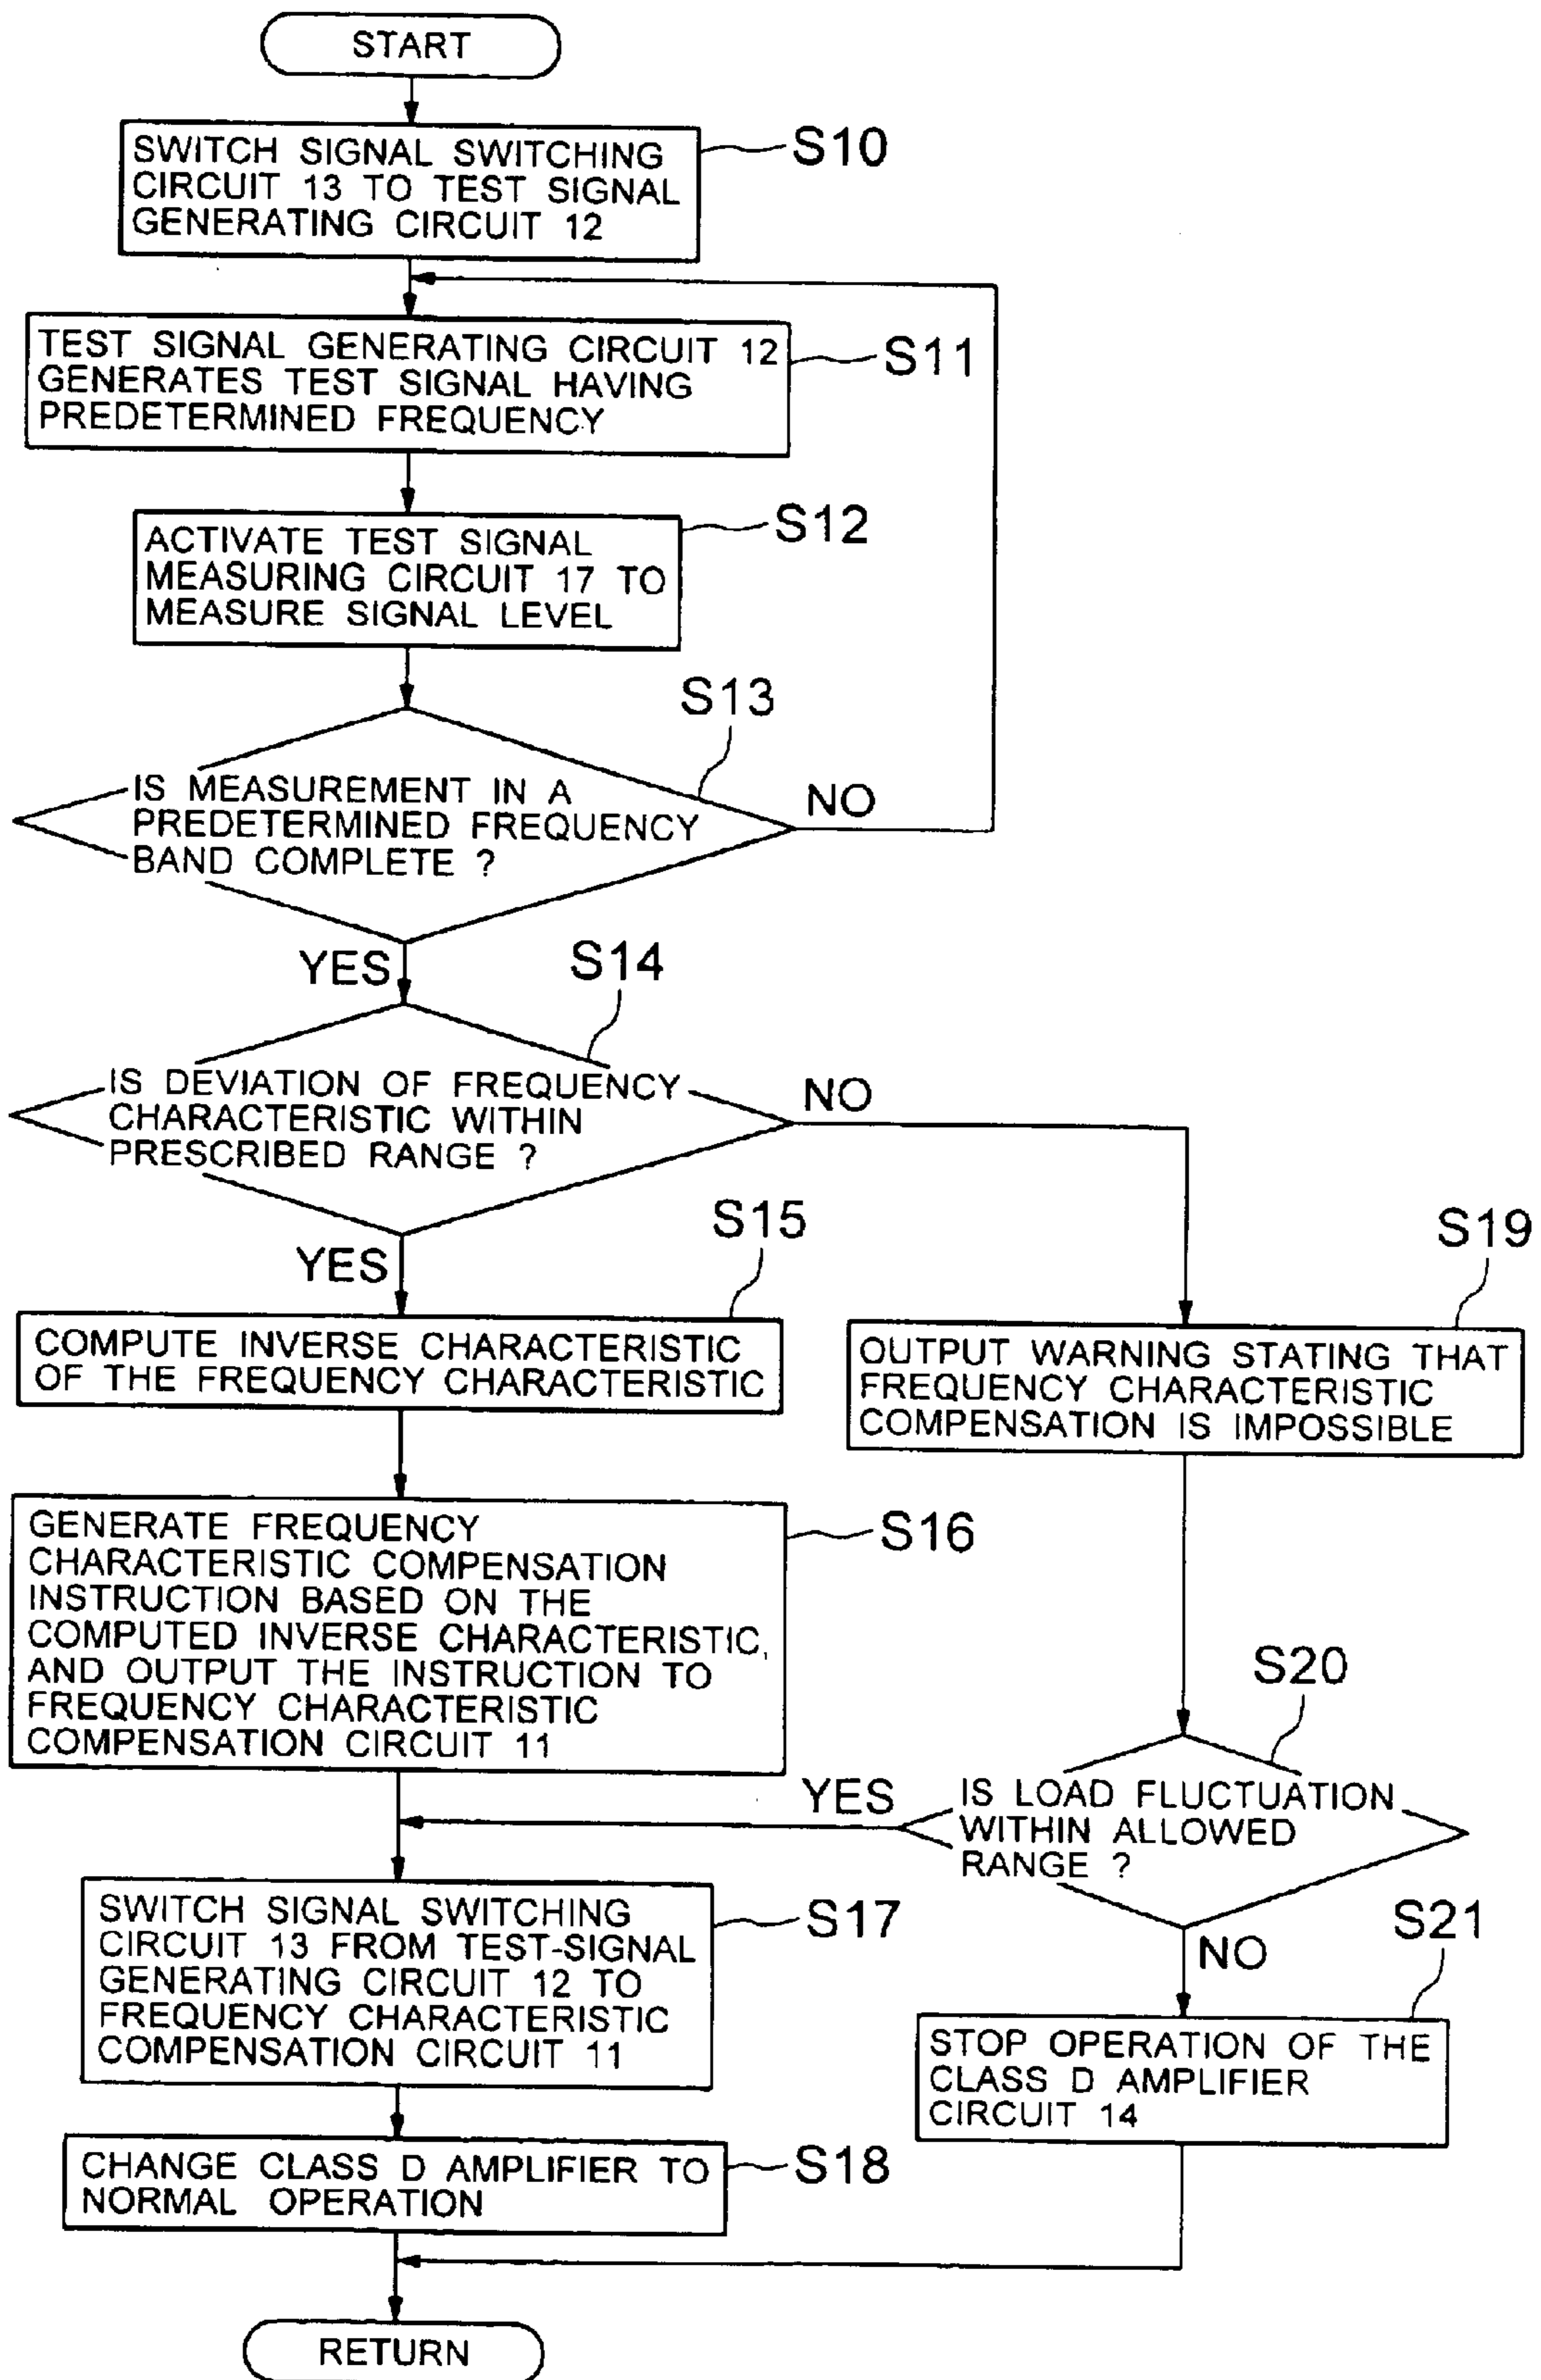 START
SWITCH SIGNAL SWITCHING
CIRCUIT 13 TO TEST SIGNAL
GENERATING CIRCUIT 12
S10
TEST SIGNAL GENERATING CIRCUIT 12
GENERATES TEST SIGNAL HAVING
PREDETERMINED FREQUENCY
S11
ACTIVATE TEST SIGNAL
MEASURING CIRCUIT 17 TO
MEASURE SIGNAL LEVEL
S12
S13
IS MEASUREMENT IN A
PREDETERMINED FREQUENCY
BAND COMPLETE ?
NO
YES
S14
IS DEVIATION OF FREQUENCY
CHARACTERISTIC WITHIN
PRESCRIBED RANGE ?
NO
YES
S15
COMPUTE INVERSE CHARACTERISTIC
OF THE FREQUENCY CHARACTERISTIC
S19
OUTPUT WARNING STATING THAT
FREQUENCY CHARACTERISTIC
COMPENSATION IS IMPOSSIBLE
GENERATE FREQUENCY
CHARACTERISTIC COMPENSATION
INSTRUCTION BASED ON THE
COMPUTED INVERSE CHARACTERISTIC,
AND OUTPUT THE INSTRUCTION TO
FREQUENCY CHARACTERISTIC
COMPENSATION CIRCUIT 11
S16
S20
IS LOAD FLUCTUATION
WITHIN ALLOWED
RANGE ?
YES
NO
SWITCH SIGNAL SWITCHING
CIRCUIT 13 FROM TEST-SIGNAL
GENERATING CIRCUIT 12 TO
FREQUENCY CHARACTERISTIC
COMPENSATION CIRCUIT 11
S17
S21
STOP OPERATION OF THE
CLASS D AMPLIFIER
CIRCUIT 14
CHANGE CLASS D AMPLIFIER TO
NORMAL OPERATION
S18
RETURN